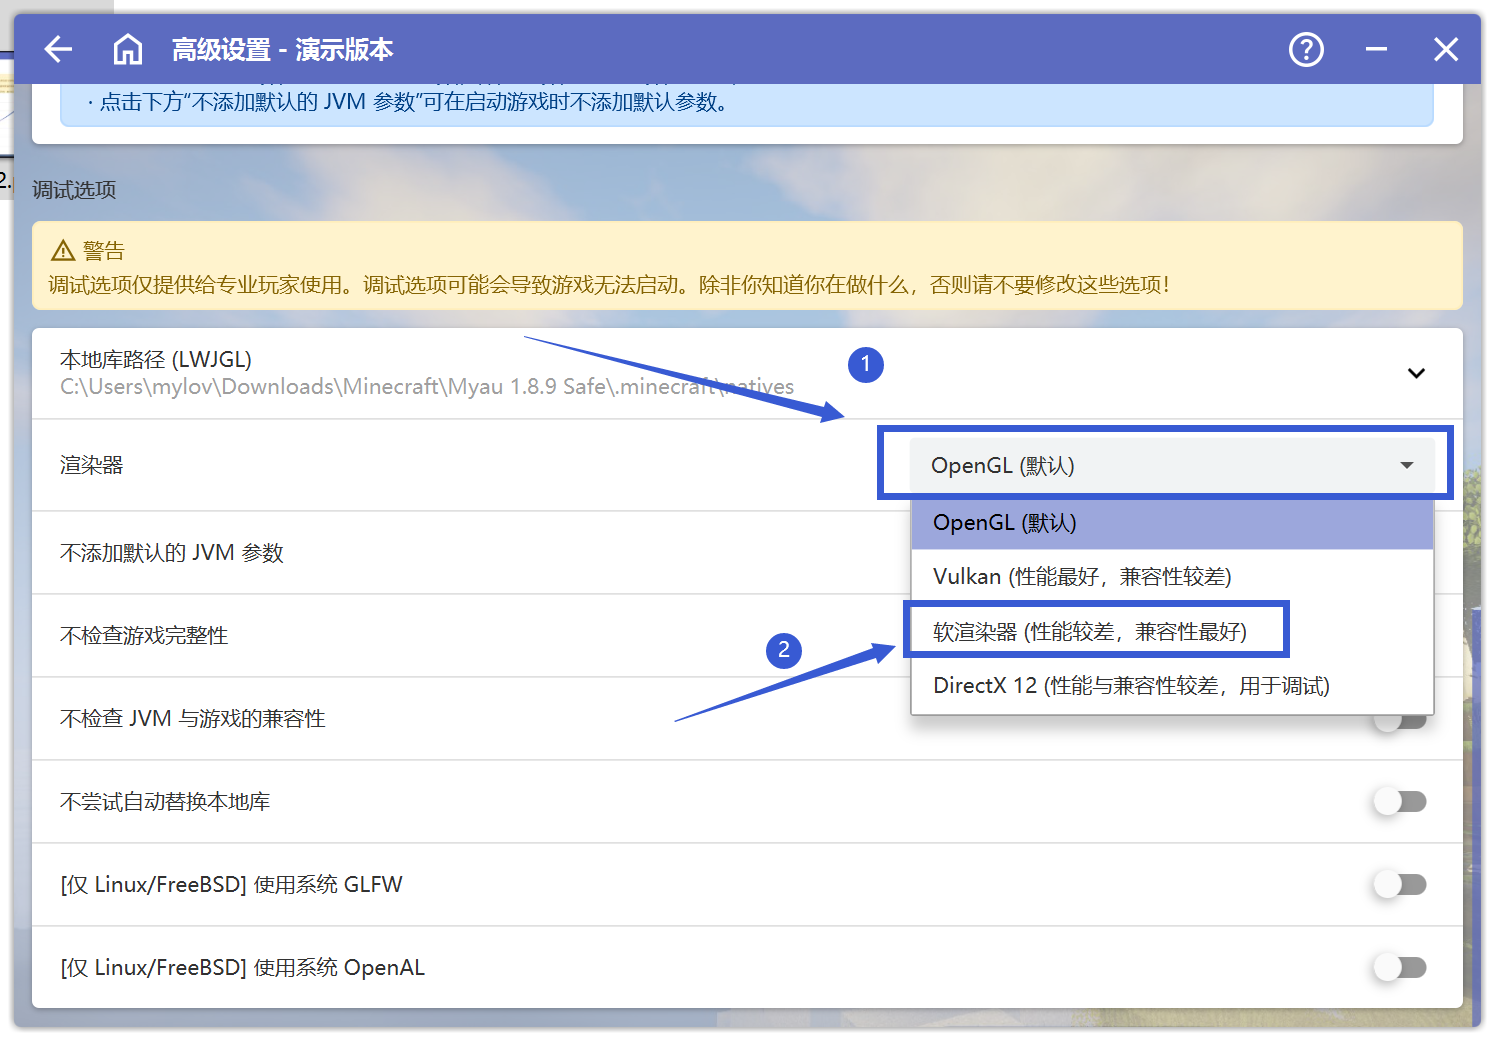 高级设置 - 演示版本
· 点击下方“不添加默认的 JVM 参数”可在启动游戏时不添加默认参数。
2.
调试选项
警告
调试选项仅提供给专业玩家使用。调试选项可能会导致游戏无法启动。除非你知道你在做什么，否则请不要修改这些选项！
本地库路径 (LWJGL)
1
C:\Users\mylov\Downloads\Minecraft\Myau 1.8.9 Safe\.minecraft\natives
渲染器
OpenGL (默认)
OpenGL (默认)
不添加默认的 JVM 参数
Vulkan (性能最好，兼容性较差)
不检查游戏完整性
软渲染器 (性能较差，兼容性最好)
2
DirectX 12 (性能与兼容性较差，用于调试)
不检查 JVM 与游戏的兼容性
不尝试自动替换本地库
[仅 Linux/FreeBSD] 使用系统 GLFW
[仅 Linux/FreeBSD] 使用系统 OpenAL